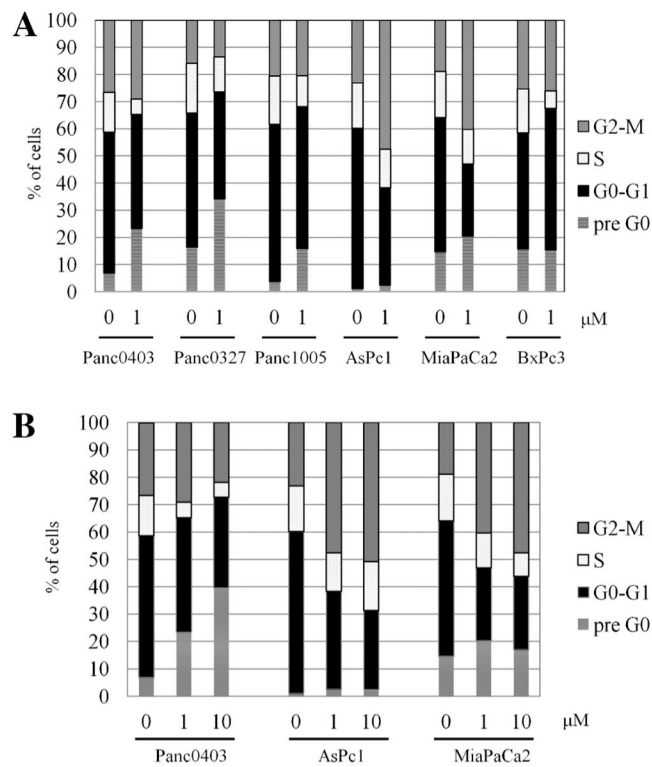 A
100
90
80
70
60
50
40
30
20
10
0
% of cells
G2-M
S
G0-G1
pre G0
0 1 0 1 0 1 0 1 0 1 0 1 μM
Panc0403 Panc0327 Panc1005 AsPc1 MiaPaCa2 BxPc3
B
100
90
80
70
60
50
40
30
20
10
0
% of cells
G2-M
S
G0-G1
pre G0
0 1 10 0 1 10 0 1 10 μM
Panc0403 AsPc1 MiaPaCa2